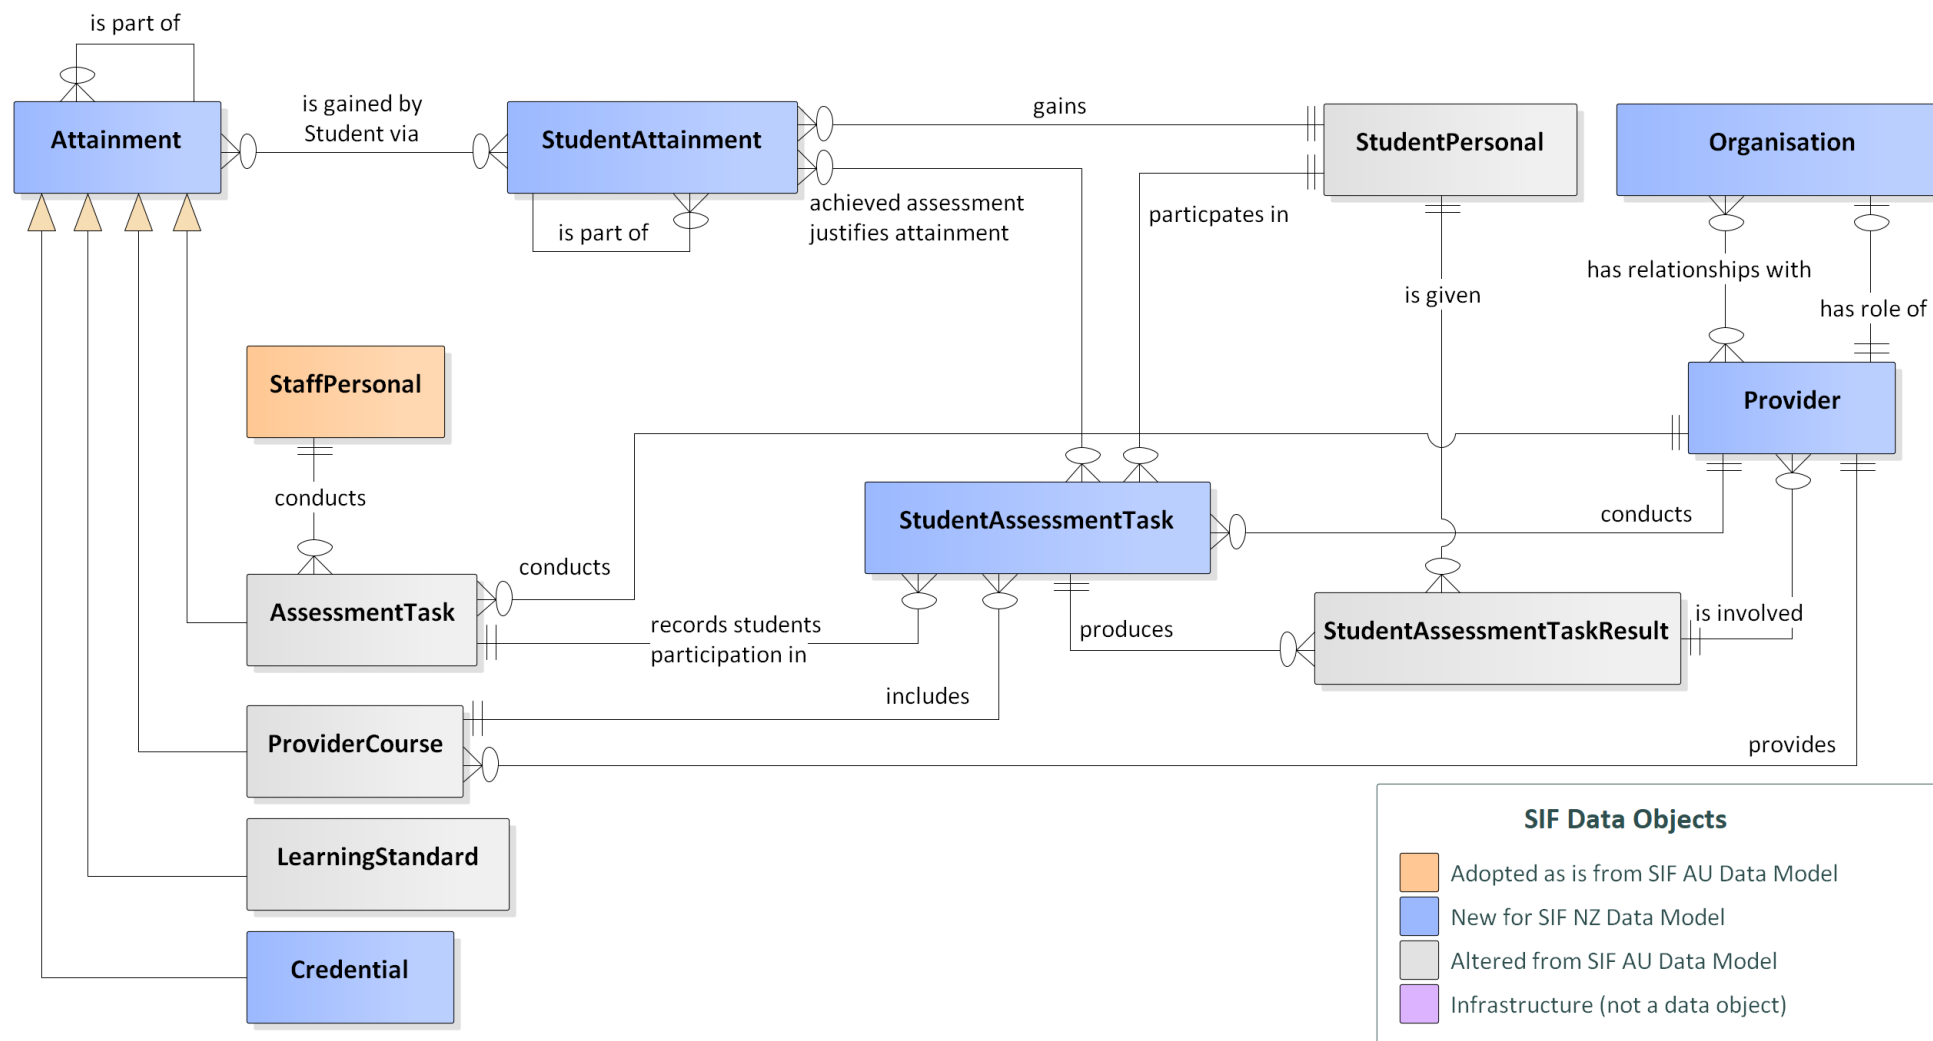 is part of
Attainment
is gained by
Student via
StudentAttainment
gains
StudentPersonal
Organisation
is part of
achieved assessment
justifies attainment
particpates in
has relationships with
is given
has role of
StaffPersonal
Provider
conducts
StudentAssessmentTask
conducts
conducts
AssessmentTask
records students
participation in
produces
StudentAssessmentTaskResult
is involved
includes
ProviderCourse
provides
LearningStandard
Credential
SIF Data Objects
Adopted as is from SIF AU Data Model
New for SIF NZ Data Model
Altered from SIF AU Data Model
Infrastructure (not a data object)